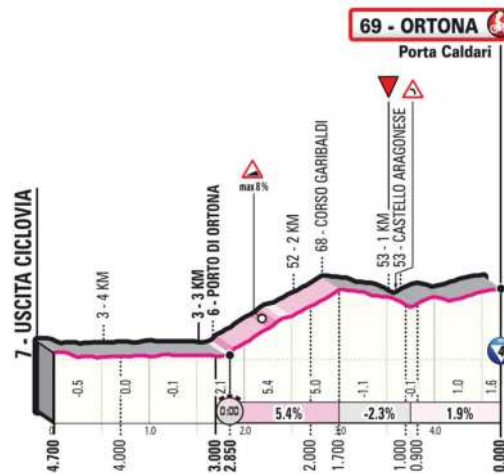 69 - ORTONA
Porta Caldari
7 - USCITA CICLOVIA
3 - 4 KM
3 - 3 KM
6 - PORTO DI ORTONA
max 8%
52 - 2 KM
68 - CORSO GARIBALDI
53 - 1 KM
53 - CASTELLO ARAGONESE
-0.5
0.0
-0.1
2.1
5.4
5.0
-1.1
-0.1
1.0
1.6
0:00
5.4%
-2.3%
1.9%
0
1.0
2.0
3.0
4.0
4.700
4.000
3.000
2.850
2.000
1.700
1.000
0.900